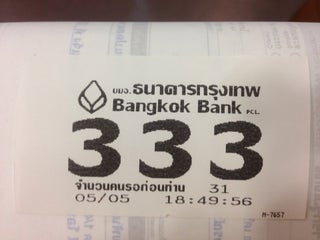 บมจ. ธนาคารกรุงเทพ
Bangkok Bank PCL.
333
จำนวนคนรอก่อนท่าน 31
05/05 18:49:56
M-7657